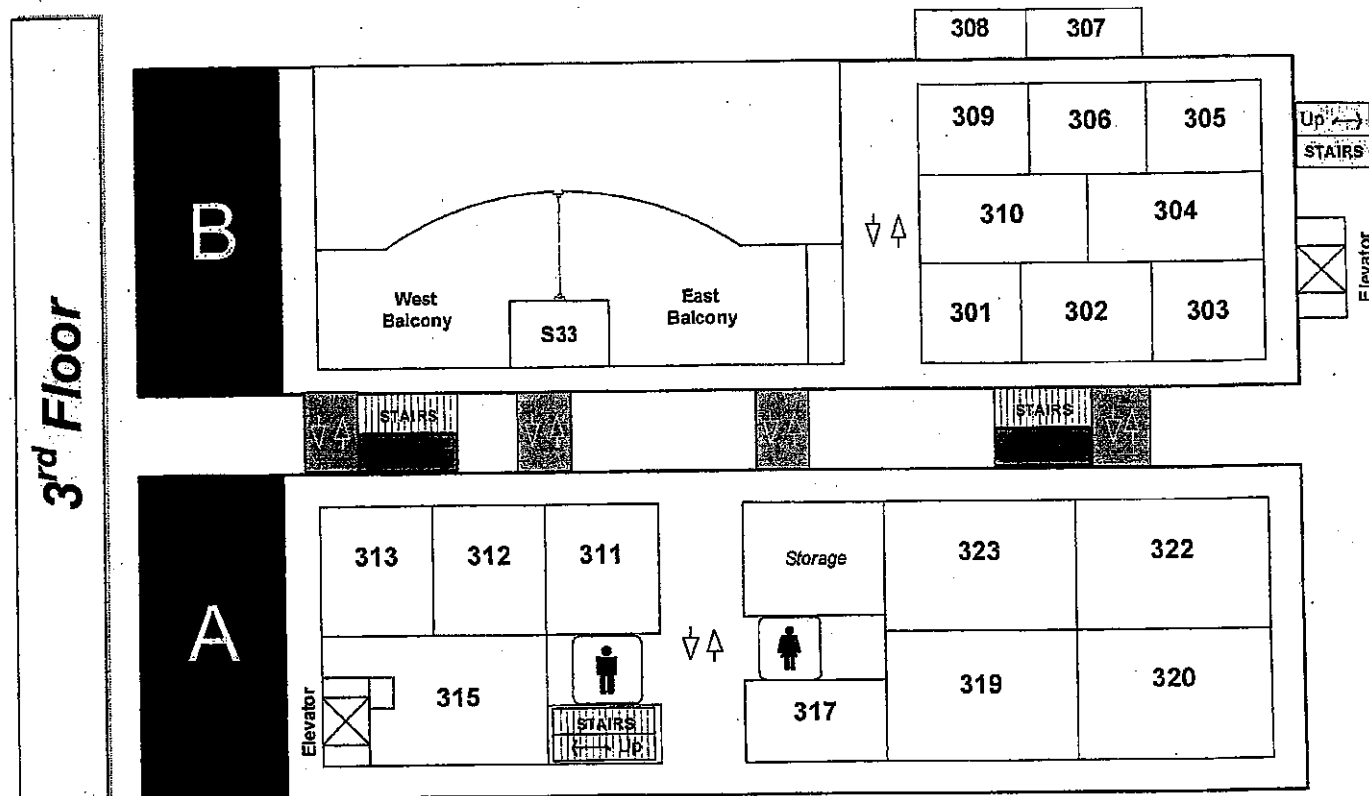 3rd Floor
B
308
307
309
306
305
Up
STAIRS
310
304
Elevator
West
Balcony
East
Balcony
S33
301
302
303
STAIRS
STAIRS
A
313
312
311
Storage
323
322
Elevator
315
STAIRS
Up
317
319
320